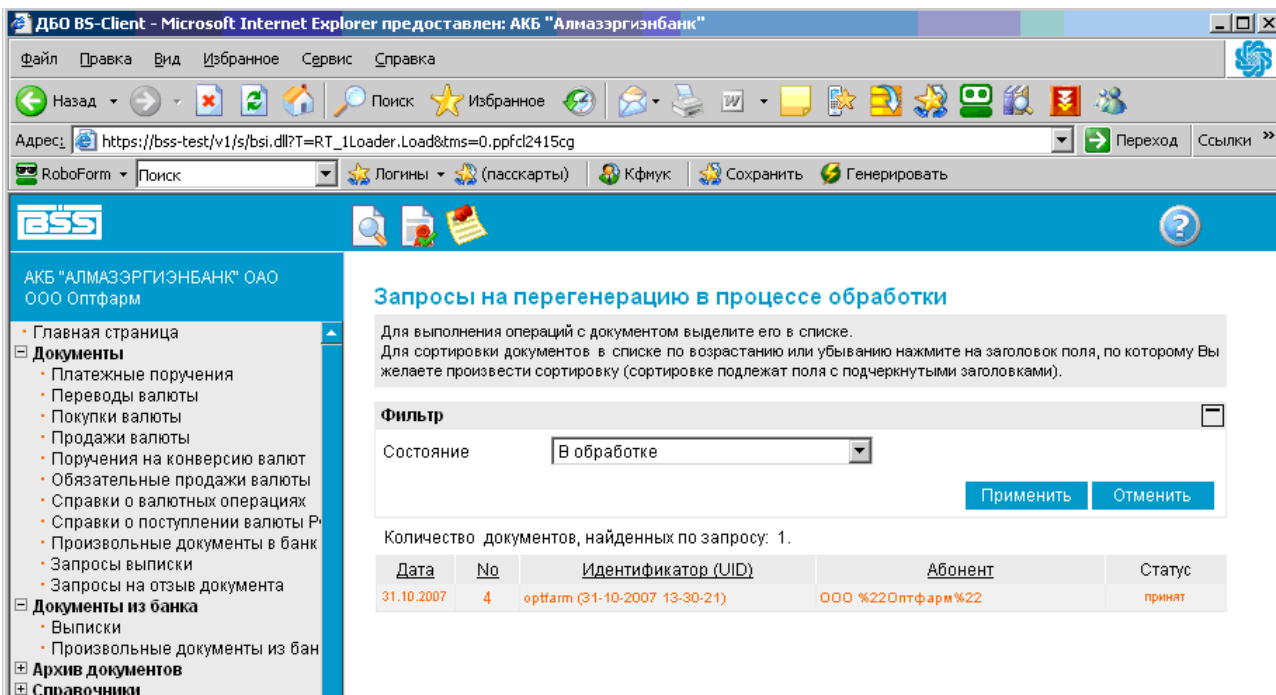 ДБО BS-Client - Microsoft Internet Explorer предоставлен: АКБ "Алмазэргиэнбанк"
Файл Правка Вид Избранное Сервис Справка
Назад Поиск Избранное
Адрес: https://bss-test/v1/s/bsi.dll?T=RT_1Loader.Load&tms=0.ppfcl2415cg Переход Ссылки »
RoboForm Поиск Логины (пасскарты) Кфмук Сохранить Генерировать
BSS
АКБ "АЛМАЗЭРГИЭНБАНК" ОАО
ООО Оптфарм
Главная страница
Документы
Платежные поручения
Переводы валюты
Покупки валюты
Продажи валюты
Поручения на конверсию валют
Обязательные продажи валюты
Справки о валютных операциях
Справки о поступлении валюты Р
Произвольные документы в банк
Запросы выписки
Запросы на отзыв документа
Документы из банка
Выписки
Произвольные документы из бан
Архив документов
Справочники
Запросы на перегенерацию в процессе обработки
Для выполнения операций с документом выделите его в списке.
Для сортировки документов в списке по возрастанию или убыванию нажмите на заголовок поля, по которому Вы
желаете произвести сортировку (сортировке подлежат поля с подчеркнутыми заголовками).
Фильтр
Состояние В обработке
Применить Отменить
Количество документов, найденных по запросу: 1.
Дата No Идентификатор (UID) Абонент Статус
31.10.2007 4 optfarm (31-10-2007 13-30-21) ООО %22Оптфарм%22 принят